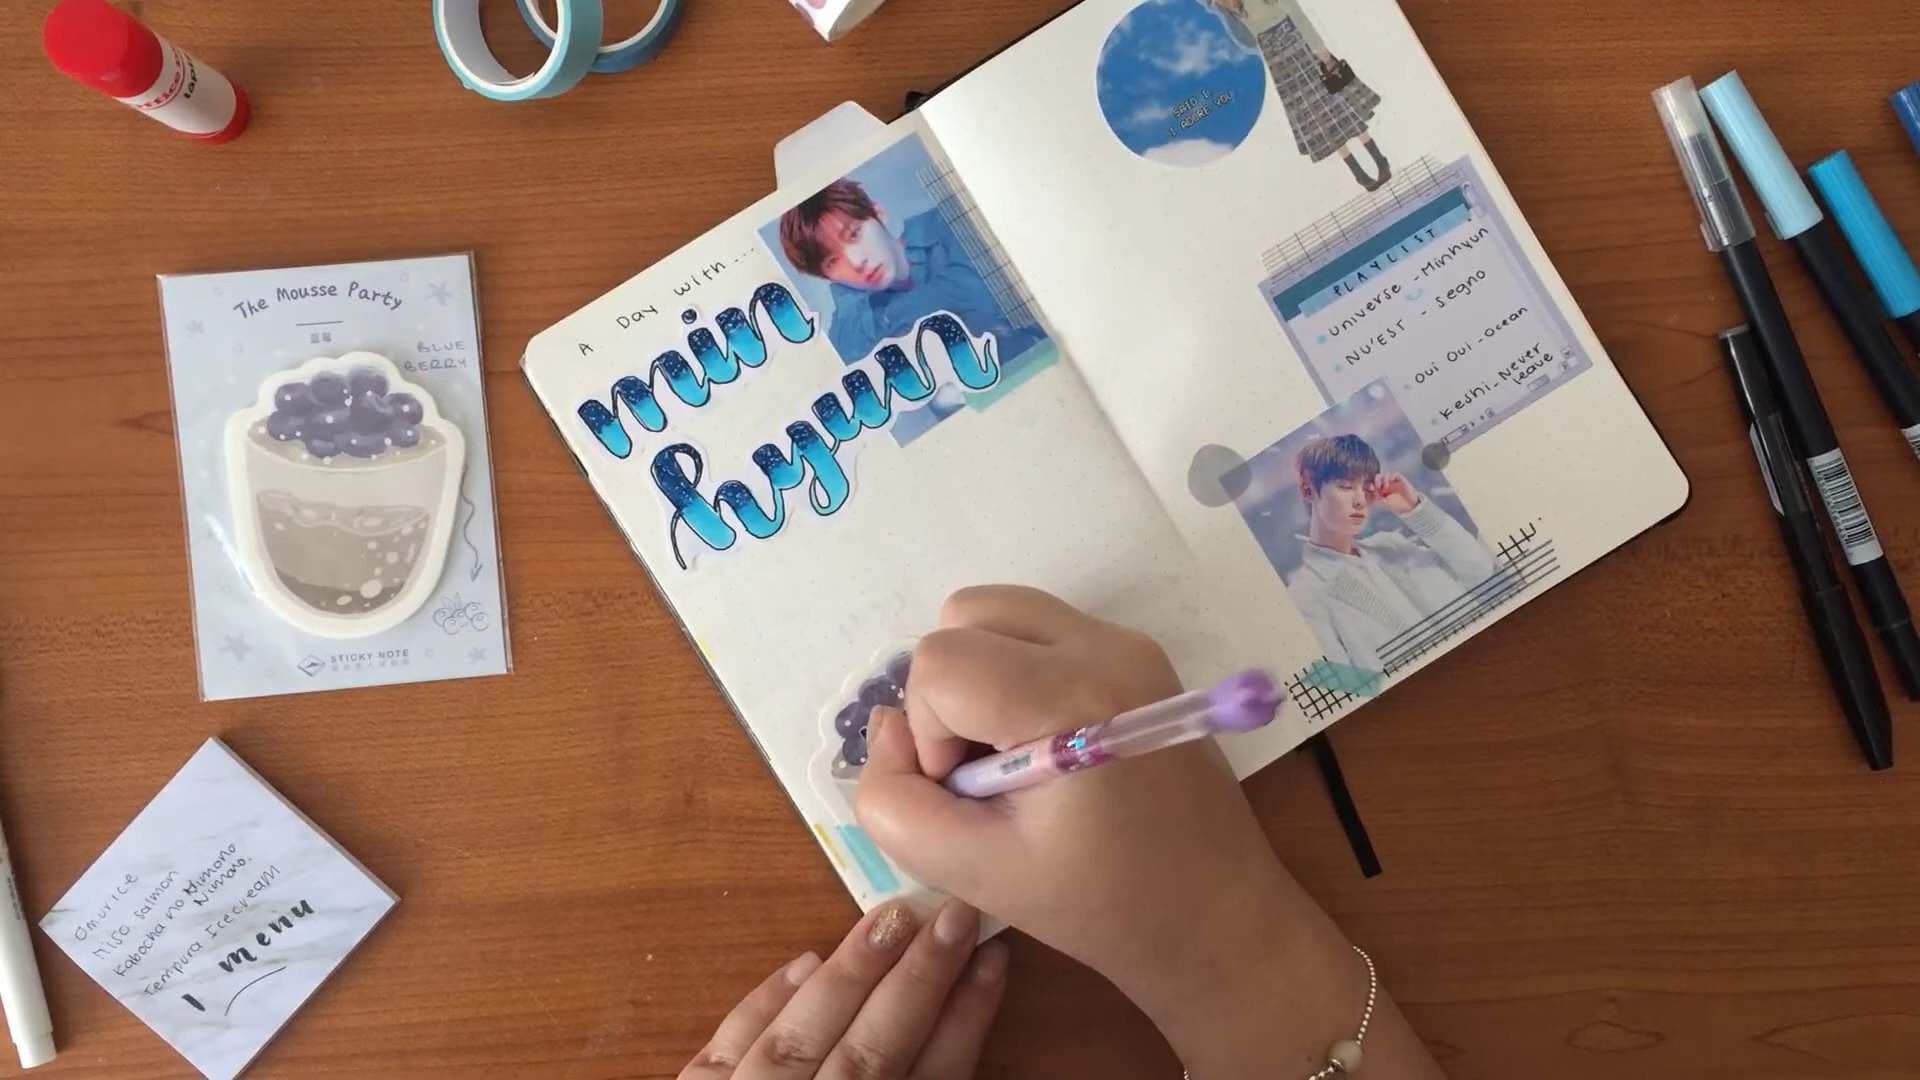 The Mousse Party
BLUE
BERRY
STICKY NOTE
A Day with...
min
hyun
SAID I
I ADORE YOU
PLAYLIST
Universe - Minhyun
NU'EST - Segno
Oui Oui - Ocean
Keshi - Never
leave
Omurice
Miso salmon
Kabocha no Nimono
Nimono.
Tempura Icecream
menu